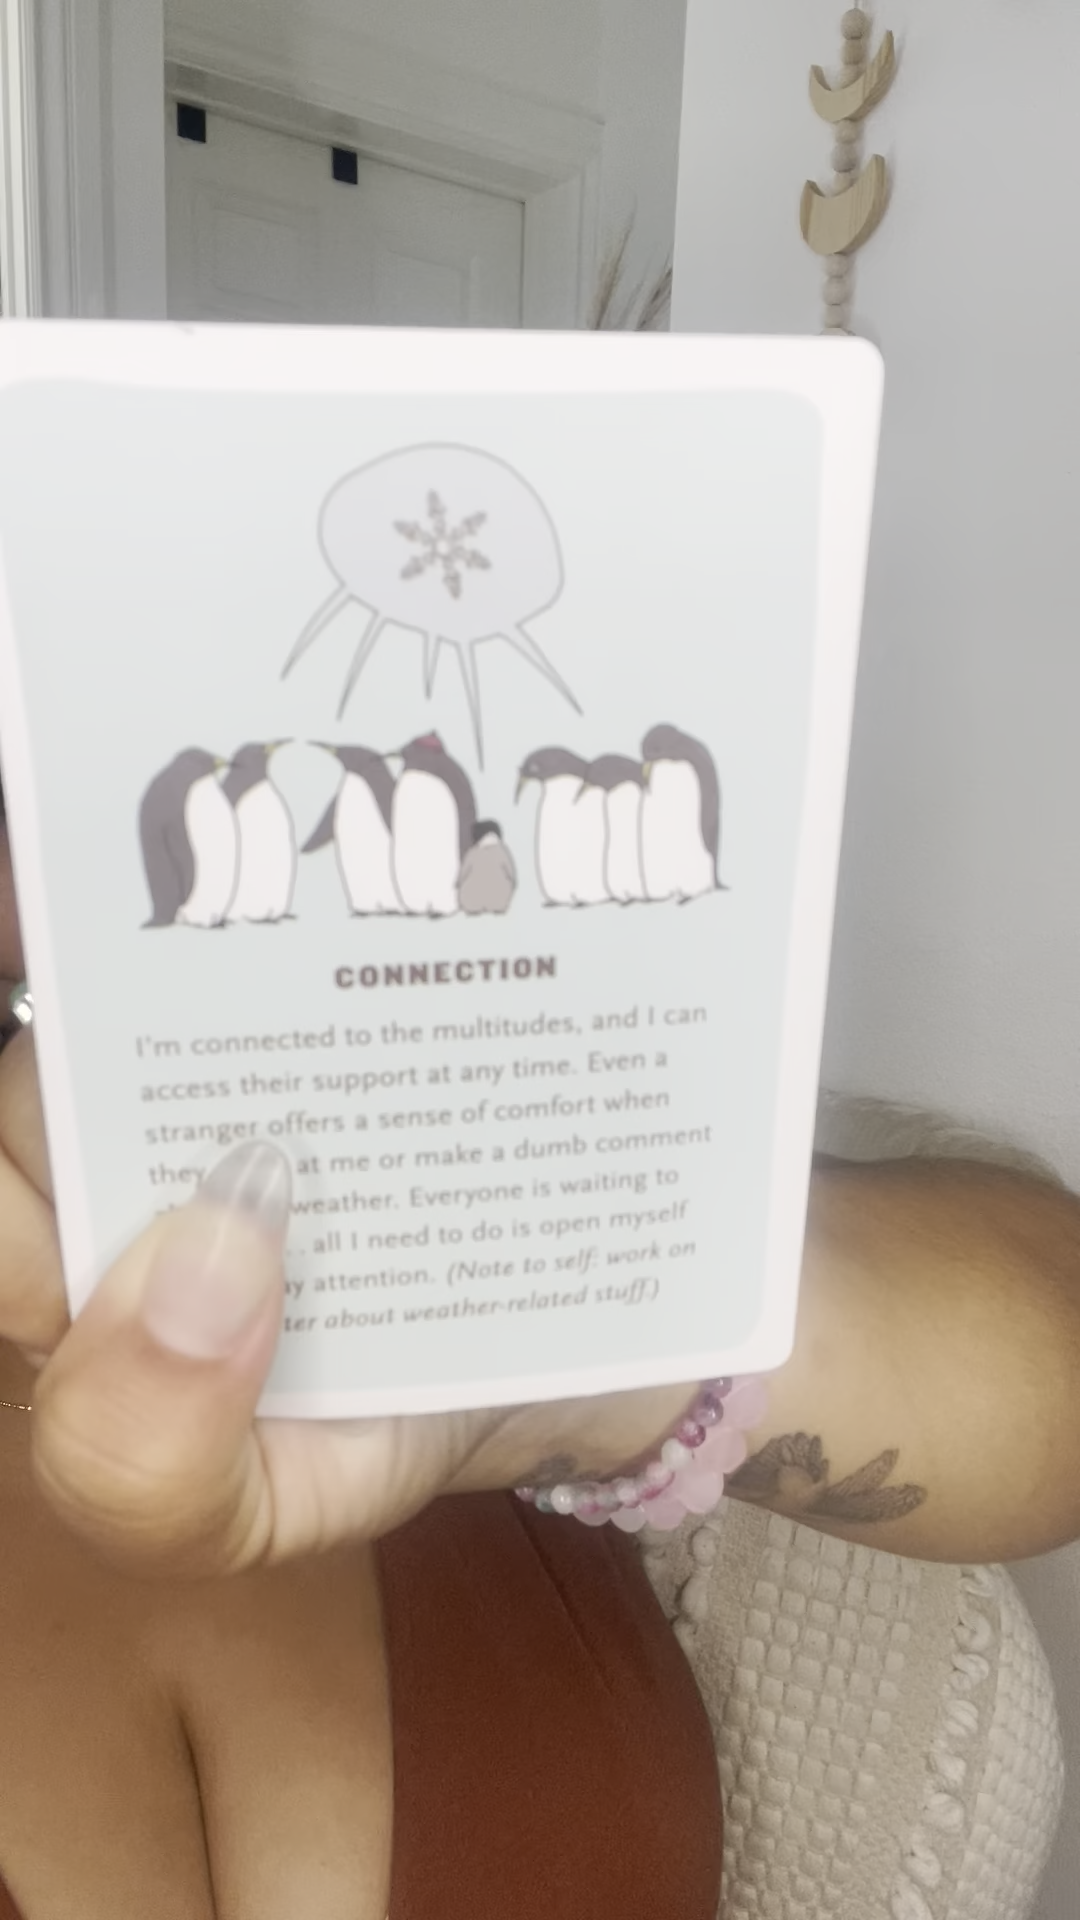 CONNECTION
I'm connected to the multitudes, and I can
access their support at any time. Even a
stranger offers a sense of comfort when
they at me or make a dumb comment
weather. Everyone is waiting to
. . all I need to do is open myself
attention. (Note to self: work on
about weather-related stuff.)